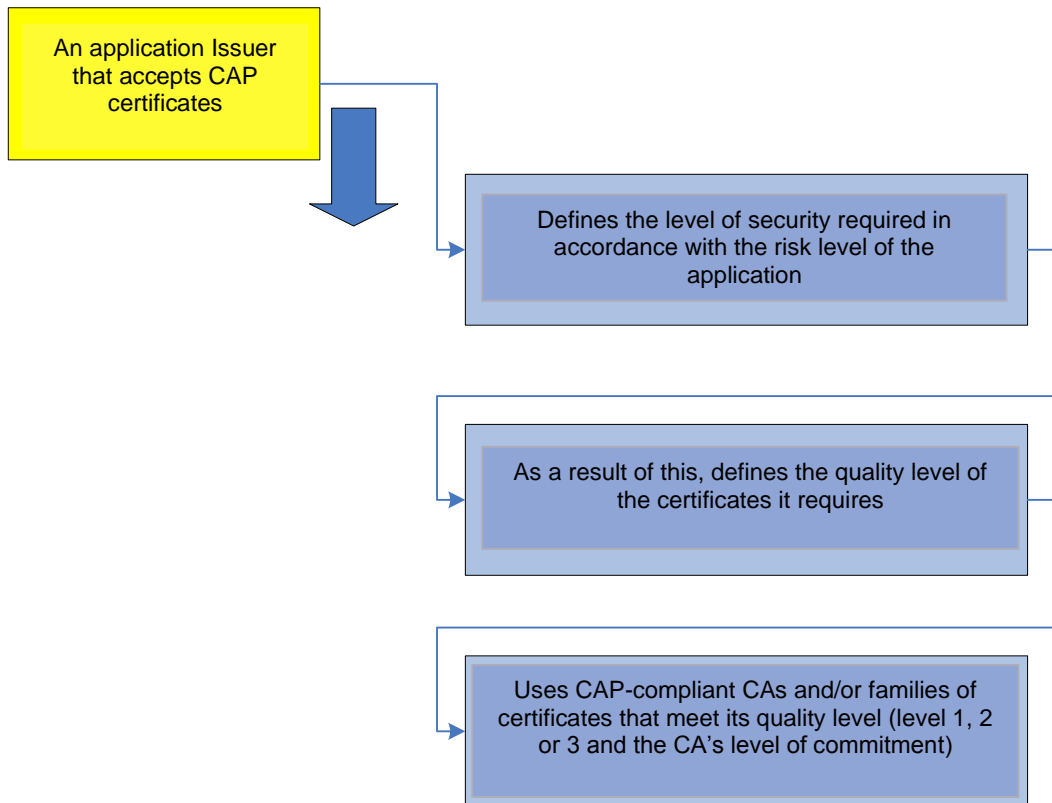 An application Issuer
that accepts CAP
certificates
Defines the level of security required in
accordance with the risk level of the
application
As a result of this, defines the quality level of
the certificates it requires
Uses CAP-compliant CAs and/or families of
certificates that meet its quality level (level 1, 2
or 3 and the CA’s level of commitment)